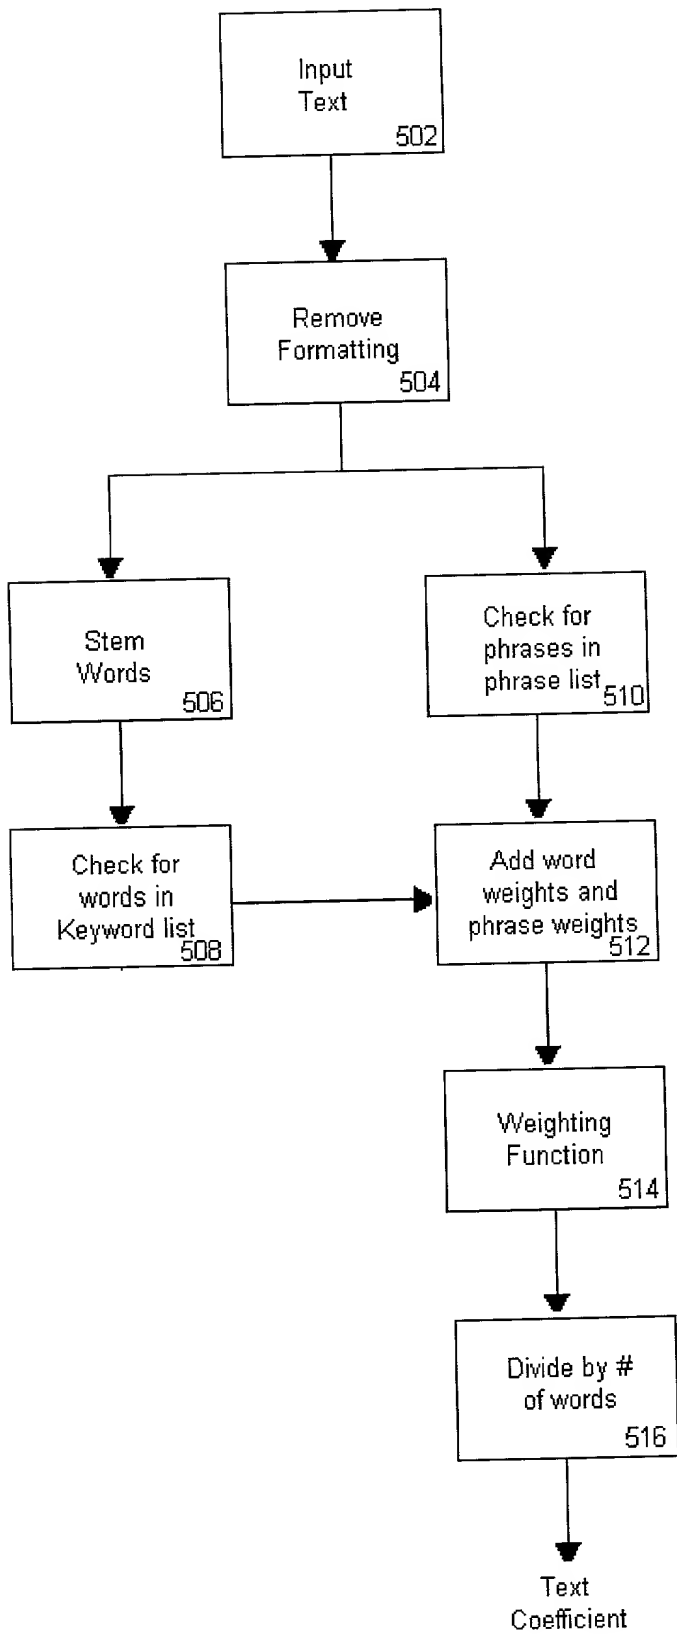 Input
Text
502
Remove
Formatting
504
Stem
Words
506
Check for
phrases in
phrase list
510
Check for
words in
Keyword list
508
Add word
weights and
phrase weights
512
Weighting
Function
514
Divide by #
of words
516
Text
Coefficient